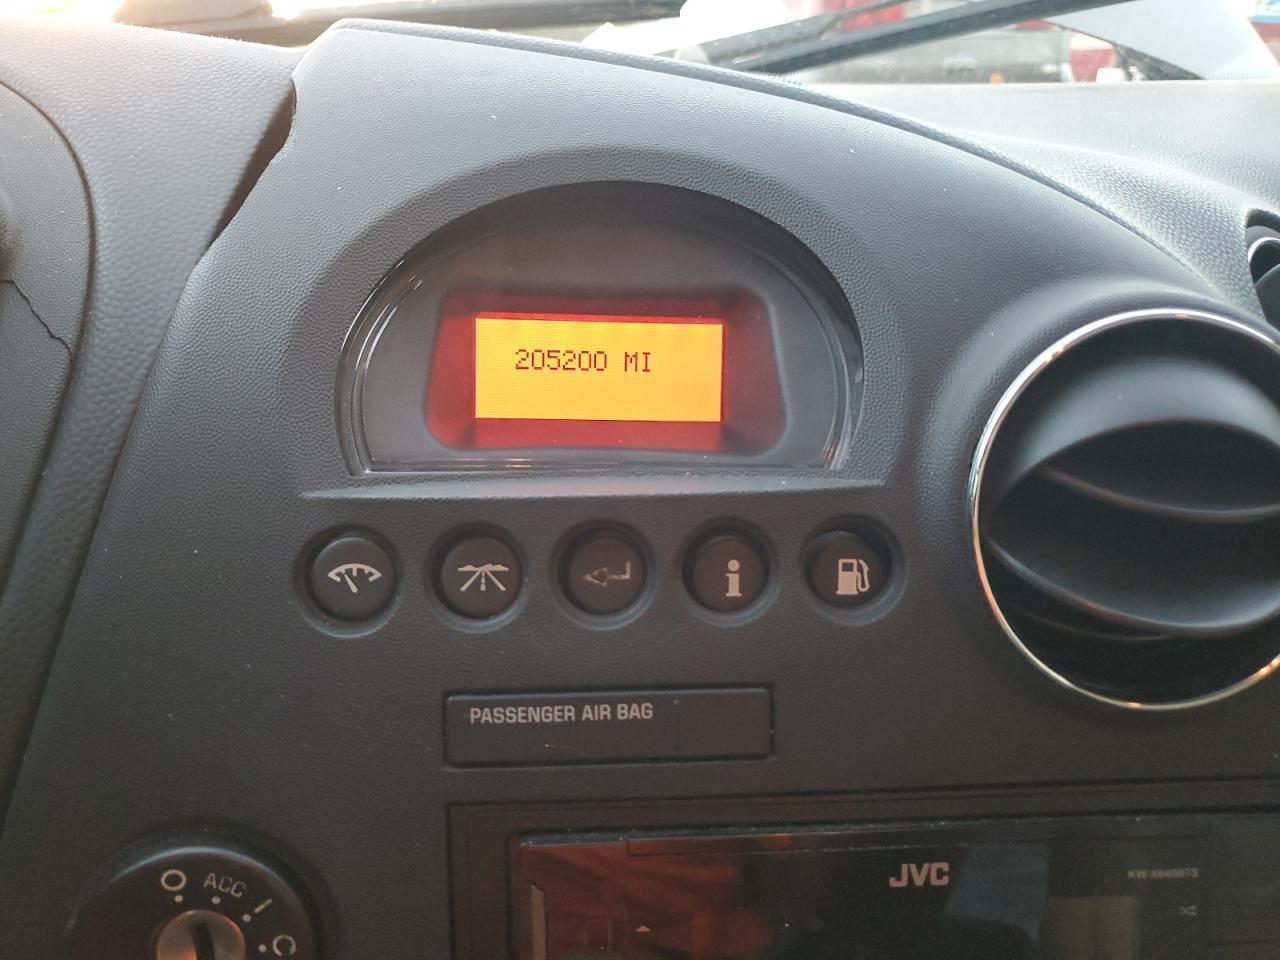 205200 MI
PASSENGER AIR BAG
ACC
JVC